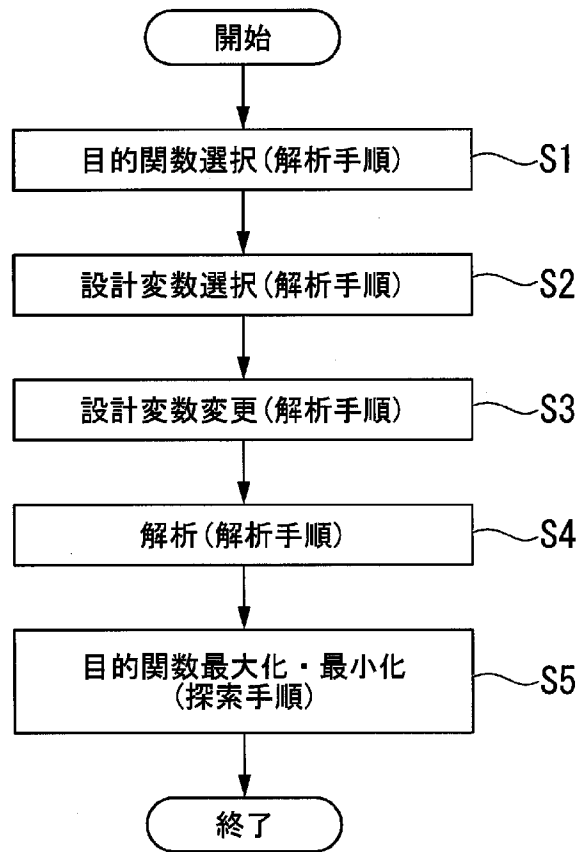 開始
目的関数選択(解析手順)
S1
設計変数選択(解析手順)
S2
設計変数変更(解析手順)
S3
解析(解析手順)
S4
目的関数最大化・最小化
(探索手順)
S5
終了